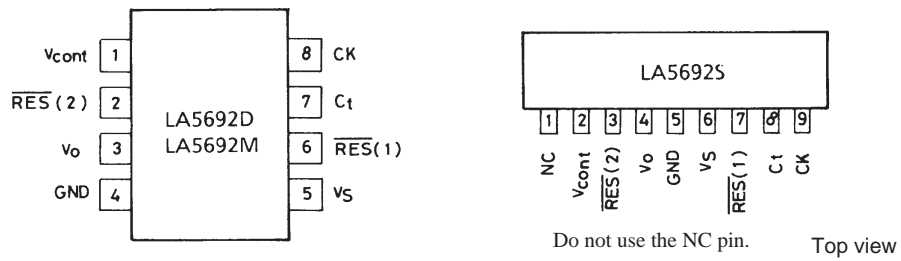 Vcont 1 8 CK
RES(2) 2 7 Ct
LA5692D
LA5692M
Vo 3 6 RES(1)
GND 4 5 VS
LA5692S
1 2 3 4 5 6 7 8 9
NC Vcont RES(2) Vo GND VS RES(1) Ct CK
Do not use the NC pin.
Top view